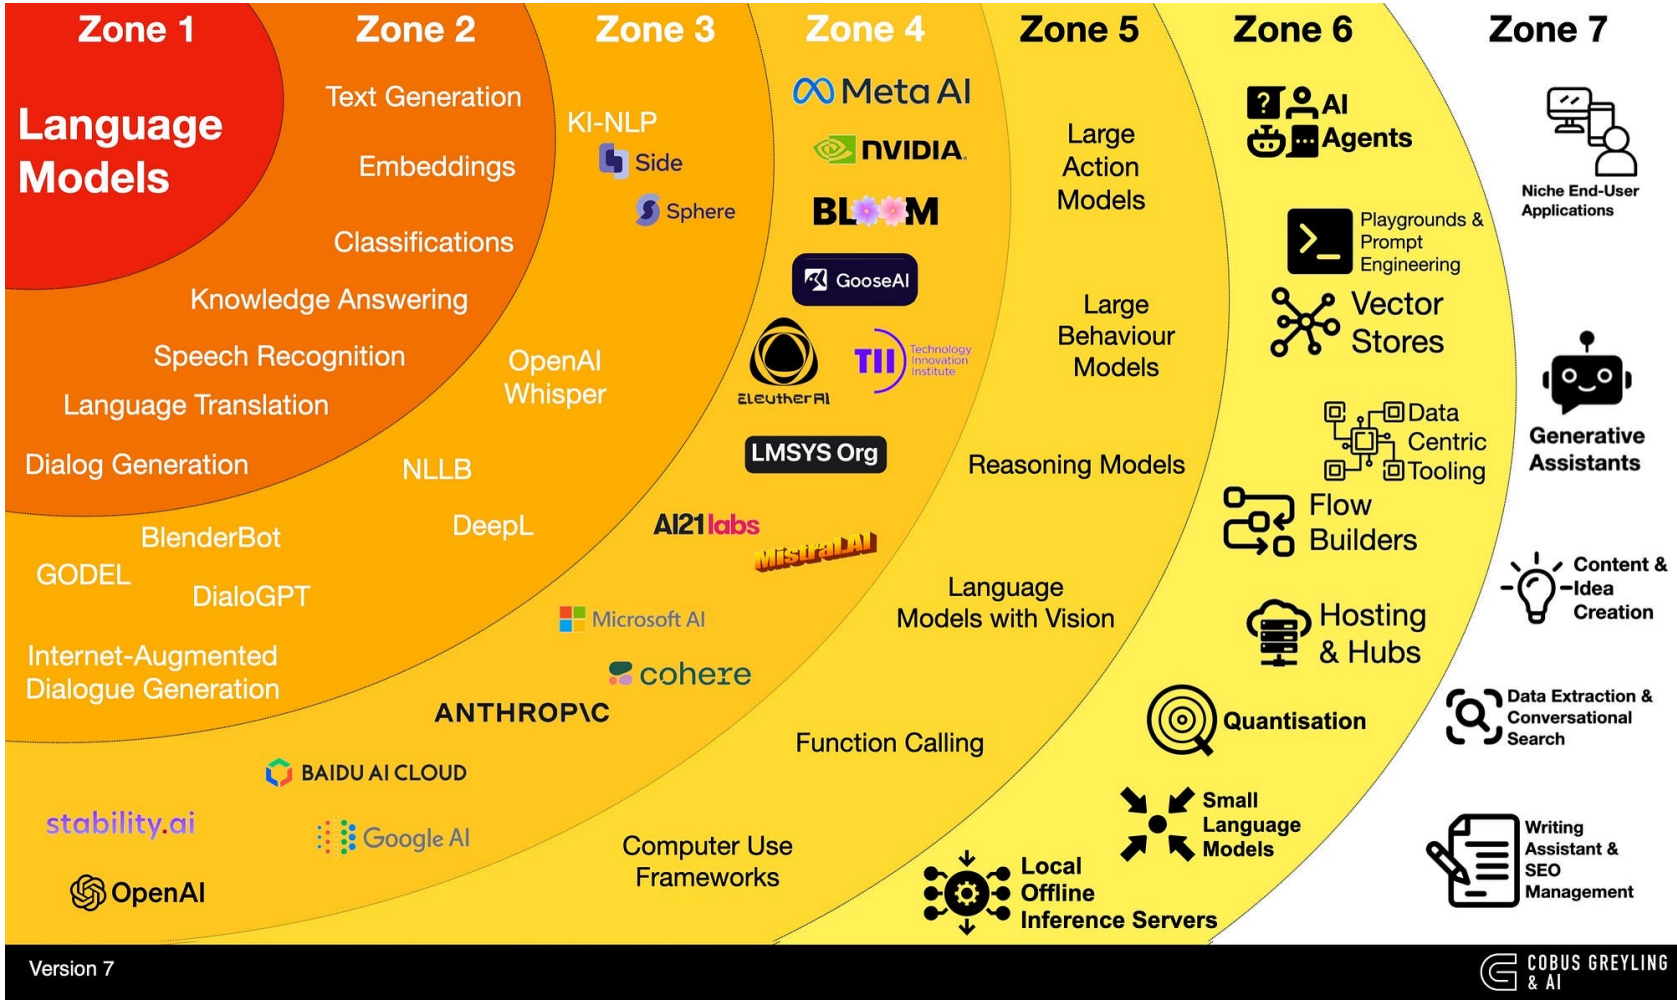 Zone 1
Zone 2
Zone 3
Zone 4
Zone 5
Zone 6
Zone 7
Language
Models
Text Generation
Embeddings
Classifications
Knowledge Answering
Speech Recognition
Language Translation
Dialog Generation
KI-NLP
Side
Sphere
OpenAI
Whisper
NLLB
DeepL
BlenderBot
GODEL
DialoGPT
Internet-Augmented
Dialogue Generation
Meta AI
NVIDIA.
BLOOM
GooseAI
EleutherAI
TII
Technology
Innovation
Institute
LMSYS Org
AI21labs
Mistral.AI
Microsoft AI
cohere
ANTHROP\C
BAIDU AI CLOUD
Google AI
stability.ai
OpenAI
Large
Action
Models
Large
Behaviour
Models
Reasoning Models
Language
Models with Vision
Function Calling
Computer Use
Frameworks
AI
Agents
Playgrounds &
Prompt
Engineering
Vector
Stores
Data
Centric
Tooling
Flow
Builders
Hosting
& Hubs
Quantisation
Small
Language
Models
Local
Offline
Inference Servers
Niche End-User
Applications
Generative
Assistants
Content &
Idea
Creation
Data Extraction &
Conversational
Search
Writing
Assistant &
SEO
Management
Version 7
COBUS GREYLING
& AI